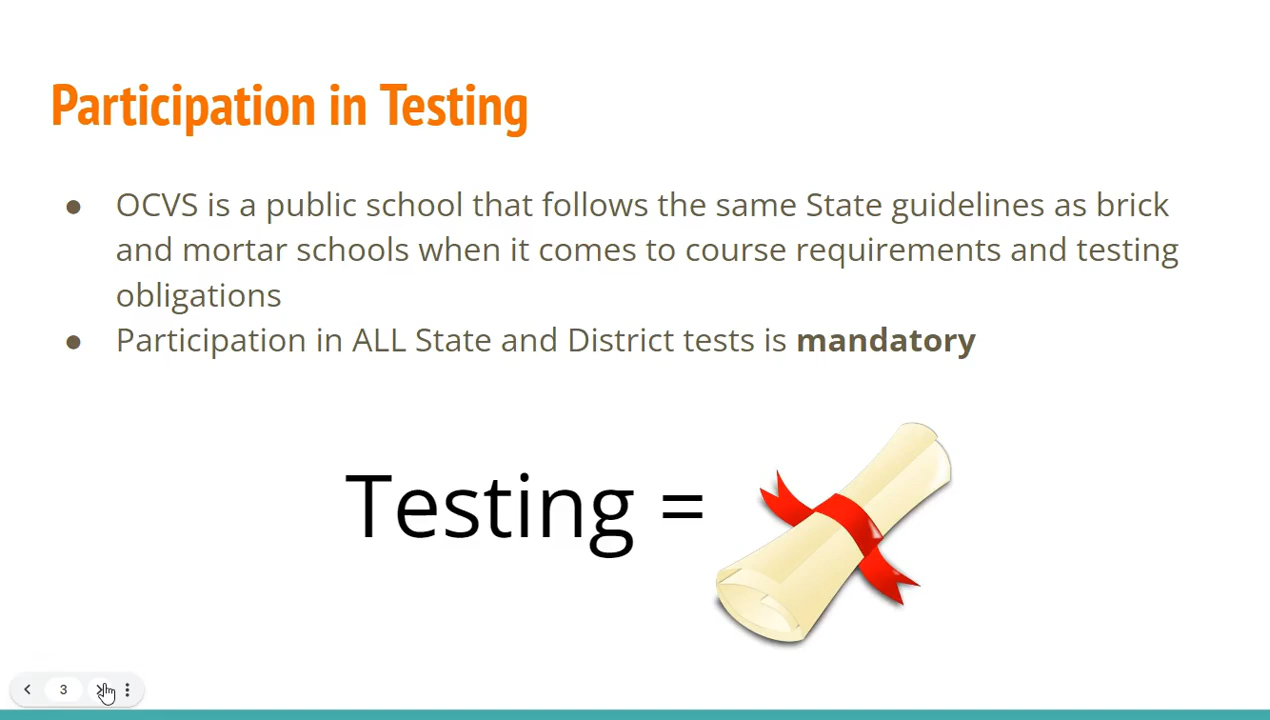 Participation in Testing
● OCVS is a public school that follows the same State guidelines as brick
and mortar schools when it comes to course requirements and testing
obligations
● Participation in ALL State and District tests is mandatory
Testing =
3